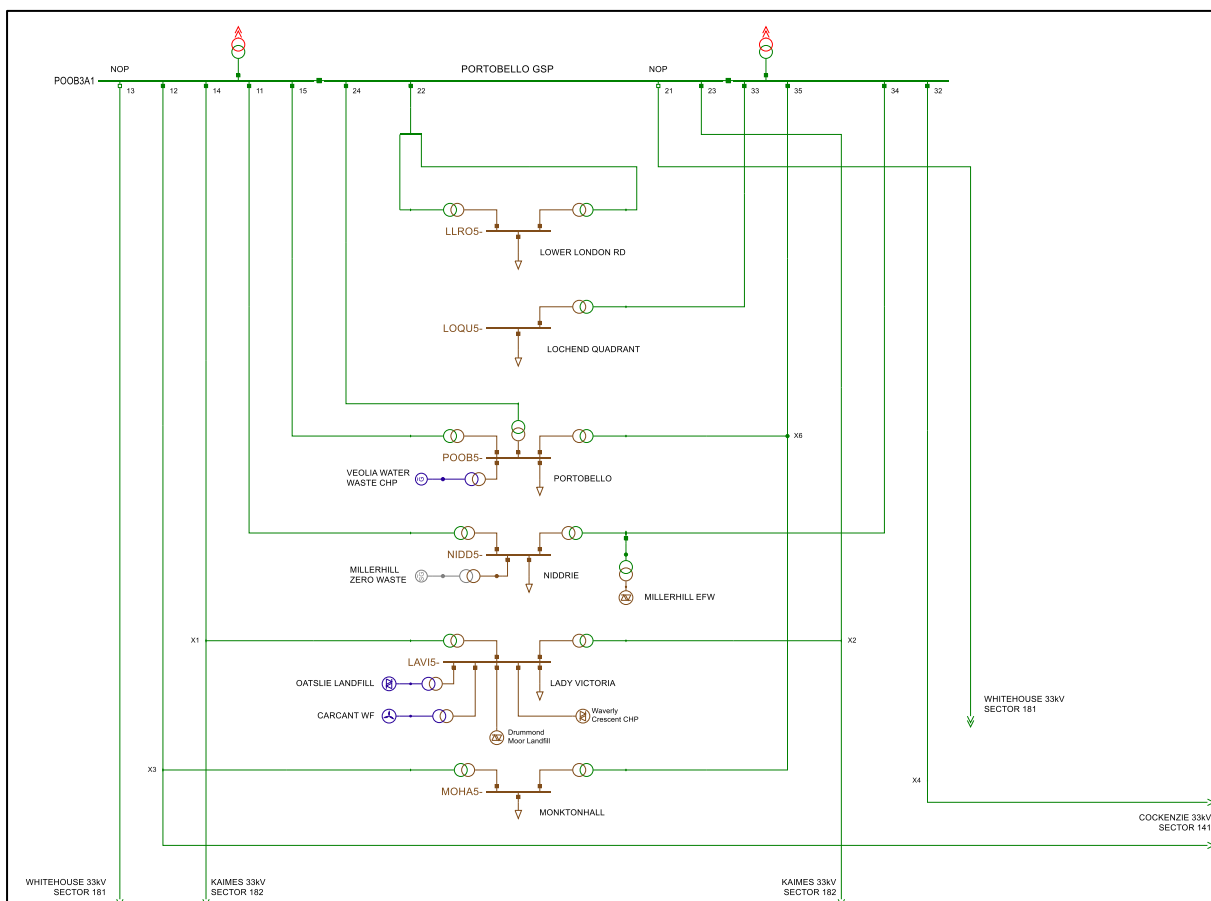 NOP
PORTOBELLO GSP
NOP
POOB3A1
13
12
14
11
15
24
22
21
23
33
35
34
32
LLRO5-
LOWER LONDON RD
LOQU5-
LOCHEND QUADRANT
X6
POOB5-
VEOLIA WATER
WASTE CHP
IG
PORTOBELLO
NIDD5-
MILLERHILL
ZERO WASTE
NIDDRIE
MILLERHILL EFW
X1
X2
LAVI5-
OATSLIE LANDFILL
LADY VICTORIA
CARCANT WF
Waverly
Crescent CHP
Drummond
Moor Landfill
WHITEHOUSE 33kV
SECTOR 181
X3
X4
MOHA5-
MONKTONHALL
COCKENZIE 33kV
SECTOR 141
WHITEHOUSE 33kV
SECTOR 181
KAIMES 33kV
SECTOR 182
KAIMES 33kV
SECTOR 182